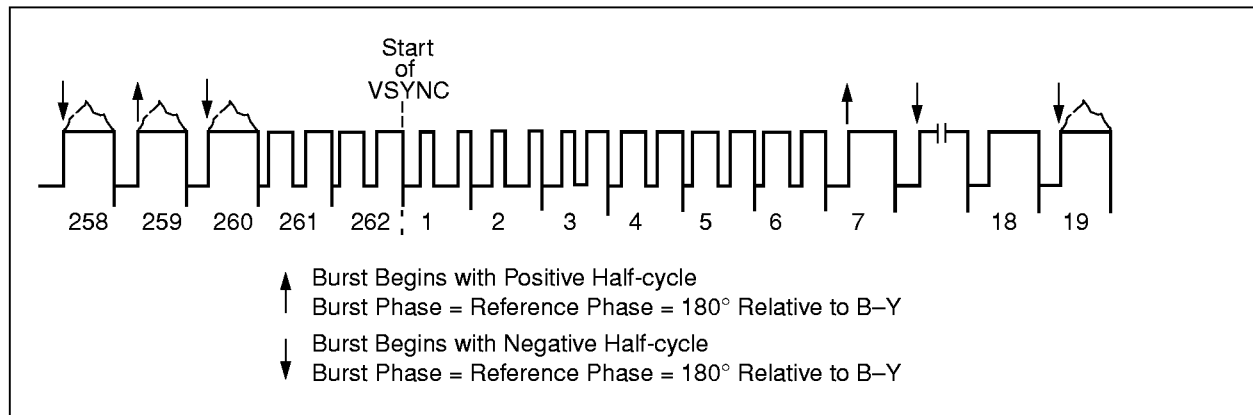 Start
of
VSYNC
258 259 260 261 262 1 2 3 4 5 6 7 18 19
Burst Begins with Positive Half-cycle
Burst Phase = Reference Phase = 180° Relative to B–Y
Burst Begins with Negative Half-cycle
Burst Phase = Reference Phase = 180° Relative to B–Y